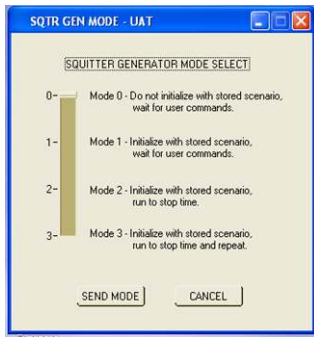 SQTR GEN MODE - UAT
SQUITTER GENERATOR MODE SELECT
0- Mode 0 - Do not initialize with stored scenario,
wait for user commands.
1- Mode 1 - Initialize with stored scenario,
wait for user commands.
2- Mode 2 - Initialize with stored scenario,
run to stop time.
3- Mode 3 - Initialize with stored scenario,
run to stop time and repeat.
SEND MODE CANCEL